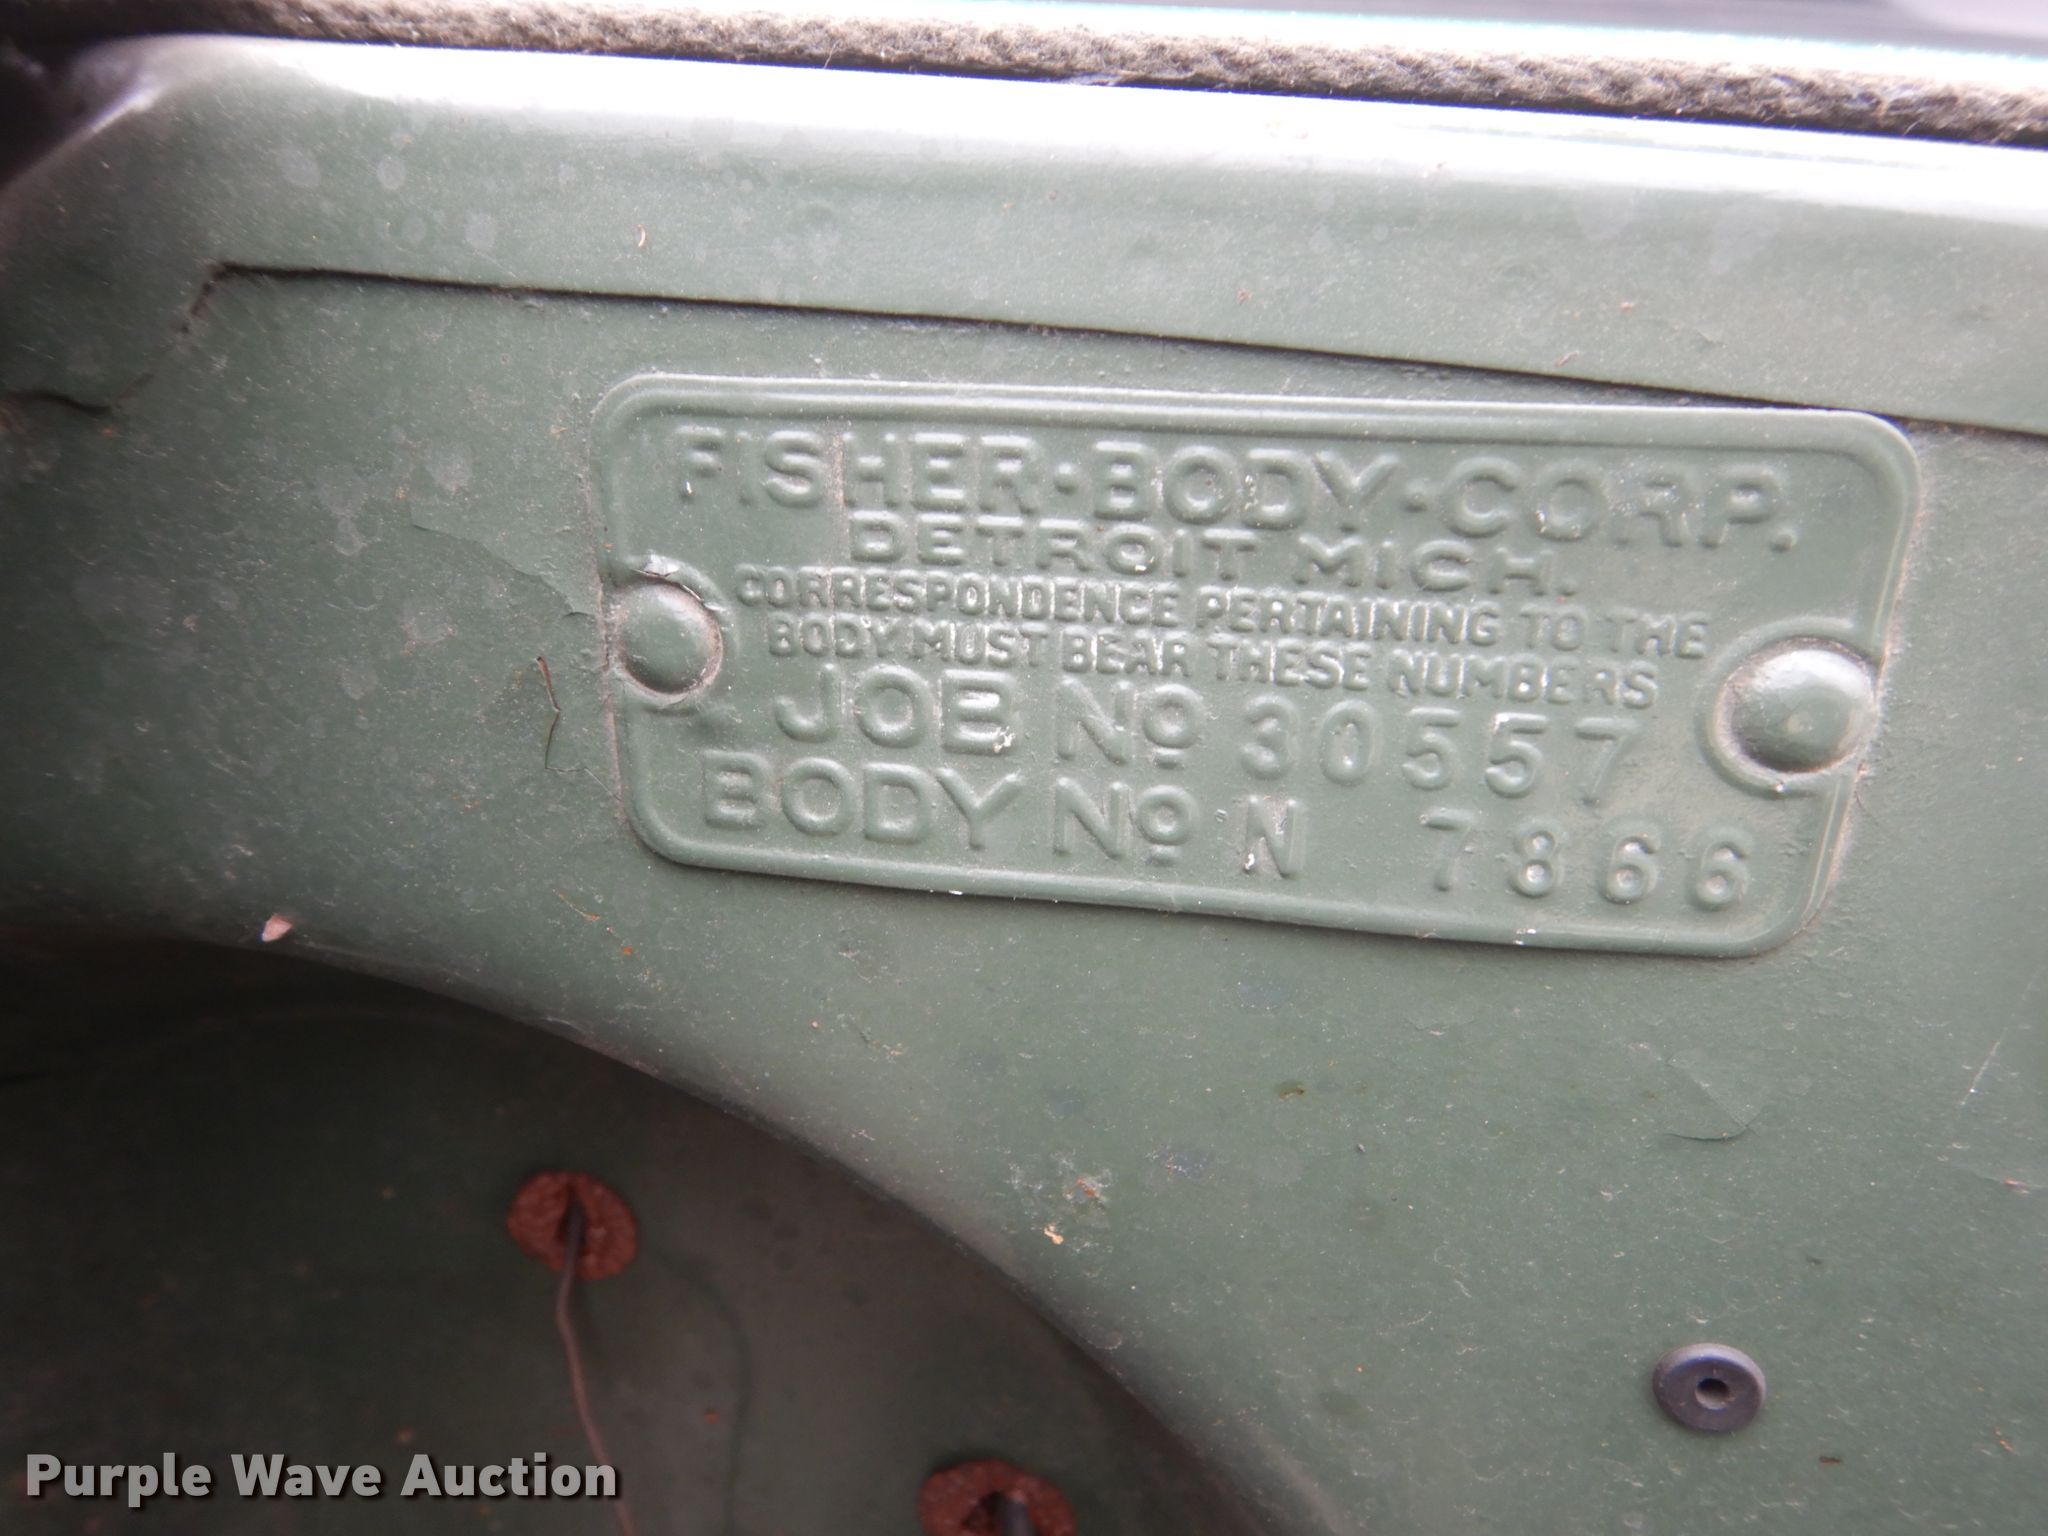 FISHER·BODY·CORP.
DETROIT MICH.
CORRESPONDENCE PERTAINING TO THE
BODY MUST BEAR THESE NUMBERS
JOB No 30557
BODY No N 7866
Purple Wave Auction